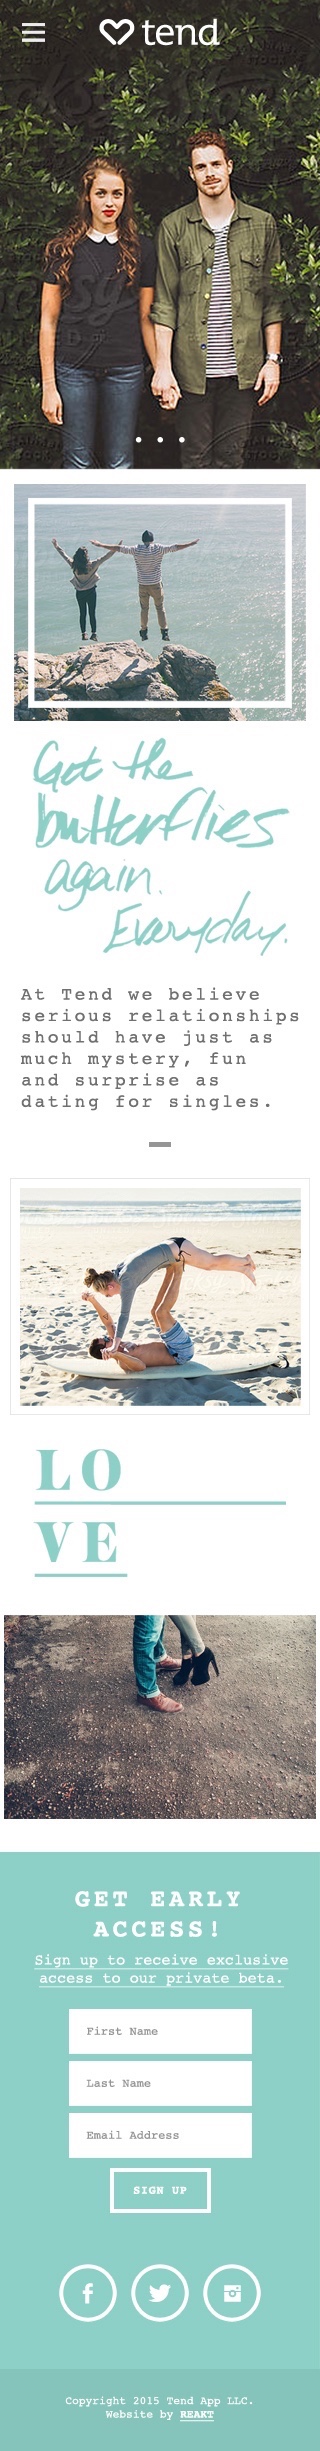 tend
Get the
butterflies
again.
Everyday.
At Tend we believe
serious relationships
should have just as
much mystery, fun
and surprise as
dating for singles.
LO
VE
GET EARLY
ACCESS!
Sign up to receive exclusive
access to our private beta.
First Name
Last Name
Email Address
SIGN UP
Copyright 2015 Tend App LLC.
Website by REAKT